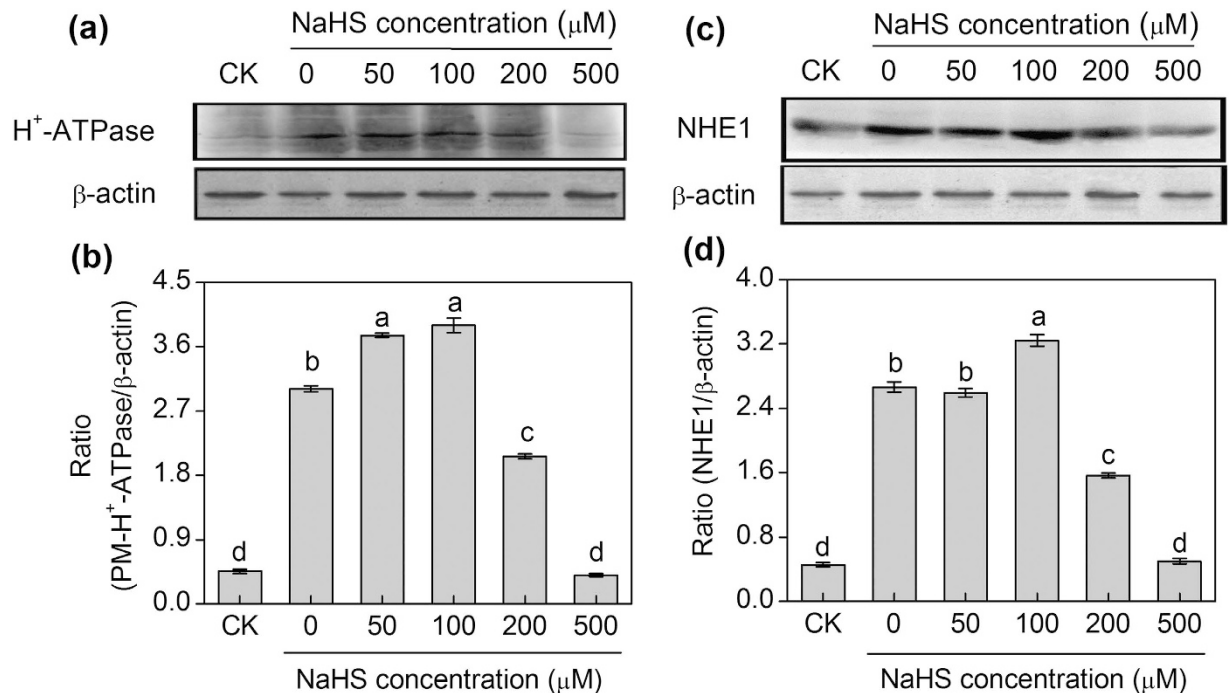 (a)
NaHS concentration (μM)
CK 0 50 100 200 500
H⁺-ATPase
β-actin
(b)
Ratio
(PM-H⁺-ATPase/β-actin)
4.5
3.6
2.7
1.8
0.9
0.0
d b a a c d
CK 0 50 100 200 500
NaHS concentration (μM)
(c)
NaHS concentration (μM)
CK 0 50 100 200 500
NHE1
β-actin
(d)
Ratio (NHE1/β-actin)
4.0
3.2
2.4
1.6
0.8
0.0
d b b a c d
CK 0 50 100 200 500
NaHS concentration (μM)